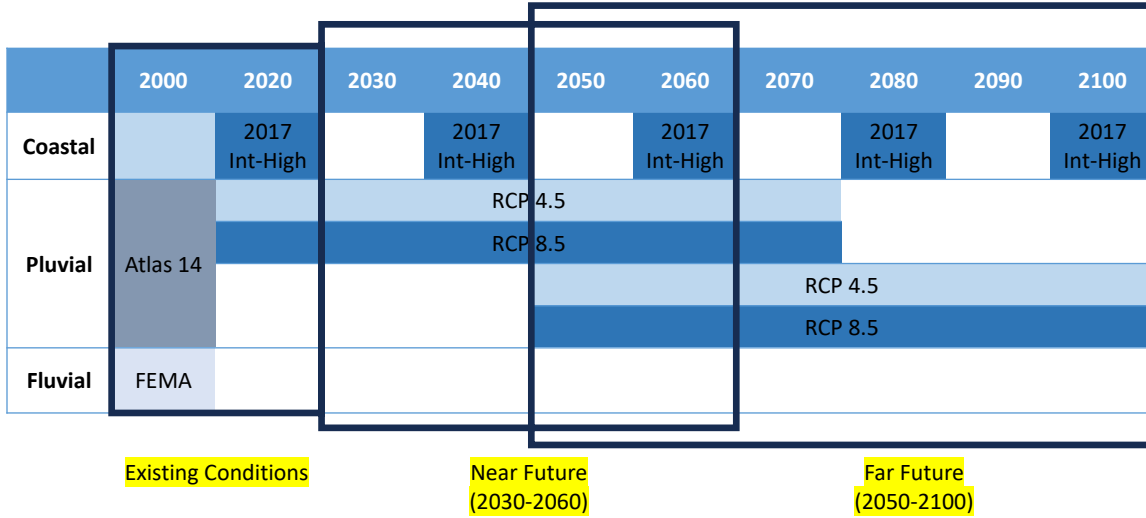 2000 2020 2030 2040 2050 2060 2070 2080 2090 2100
Coastal
2017
Int-High
2017
Int-High
2017
Int-High
2017
Int-High
2017
Int-High
Pluvial
Atlas 14
RCP 4.5
RCP 8.5
RCP 4.5
RCP 8.5
Fluvial
FEMA
Existing Conditions
Near Future
(2030-2060)
Far Future
(2050-2100)